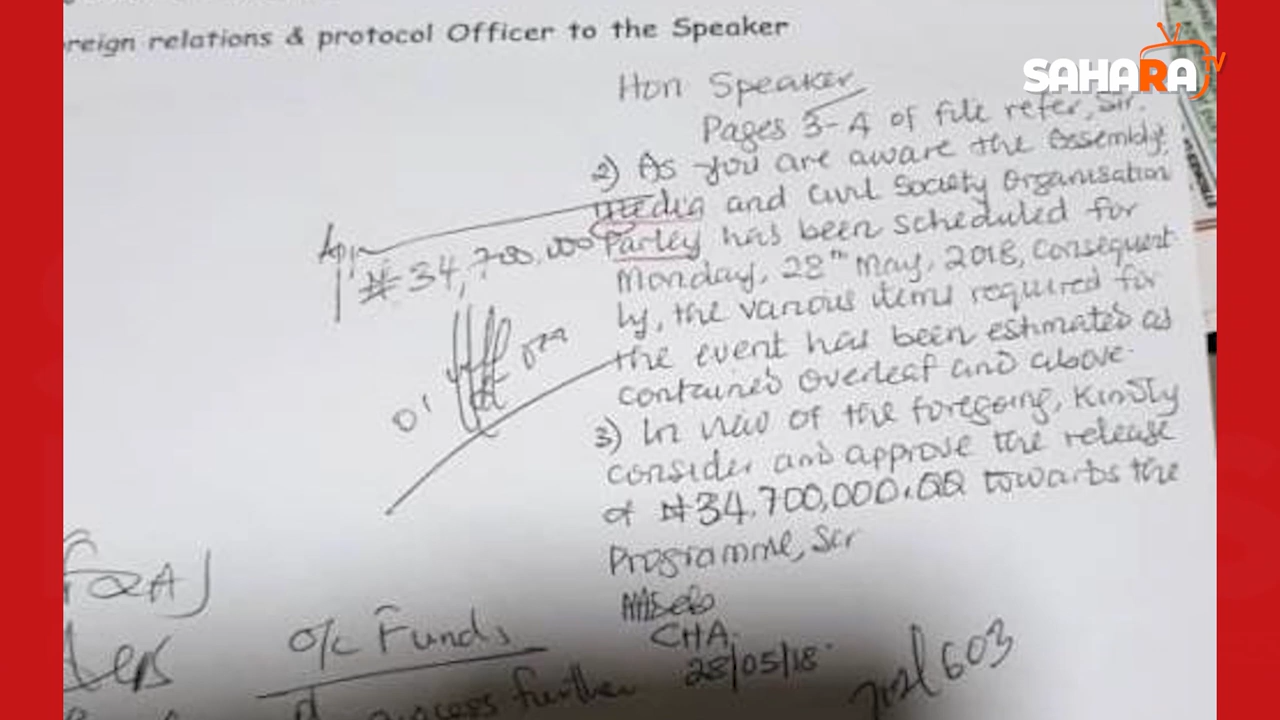 reign relations & protocol Officer to the Speaker
SAHARA TV
Hon Speaker
Pages 3-4 of file refer, Sir.
2) As you are aware the Assembly,
media and Civil Society Organisation
Parley has been scheduled for
Monday, 28th May, 2018, Consequent
ly, the various items required for
the event has been estimated as
contained overleaf and above.
3) In view of the foregoing, Kindly
consider and approve the release
of ₦34,700,000.00 towards the
Programme, Sir
CHA
28/05/18
₦34,700,000
o/c Funds
process further
603